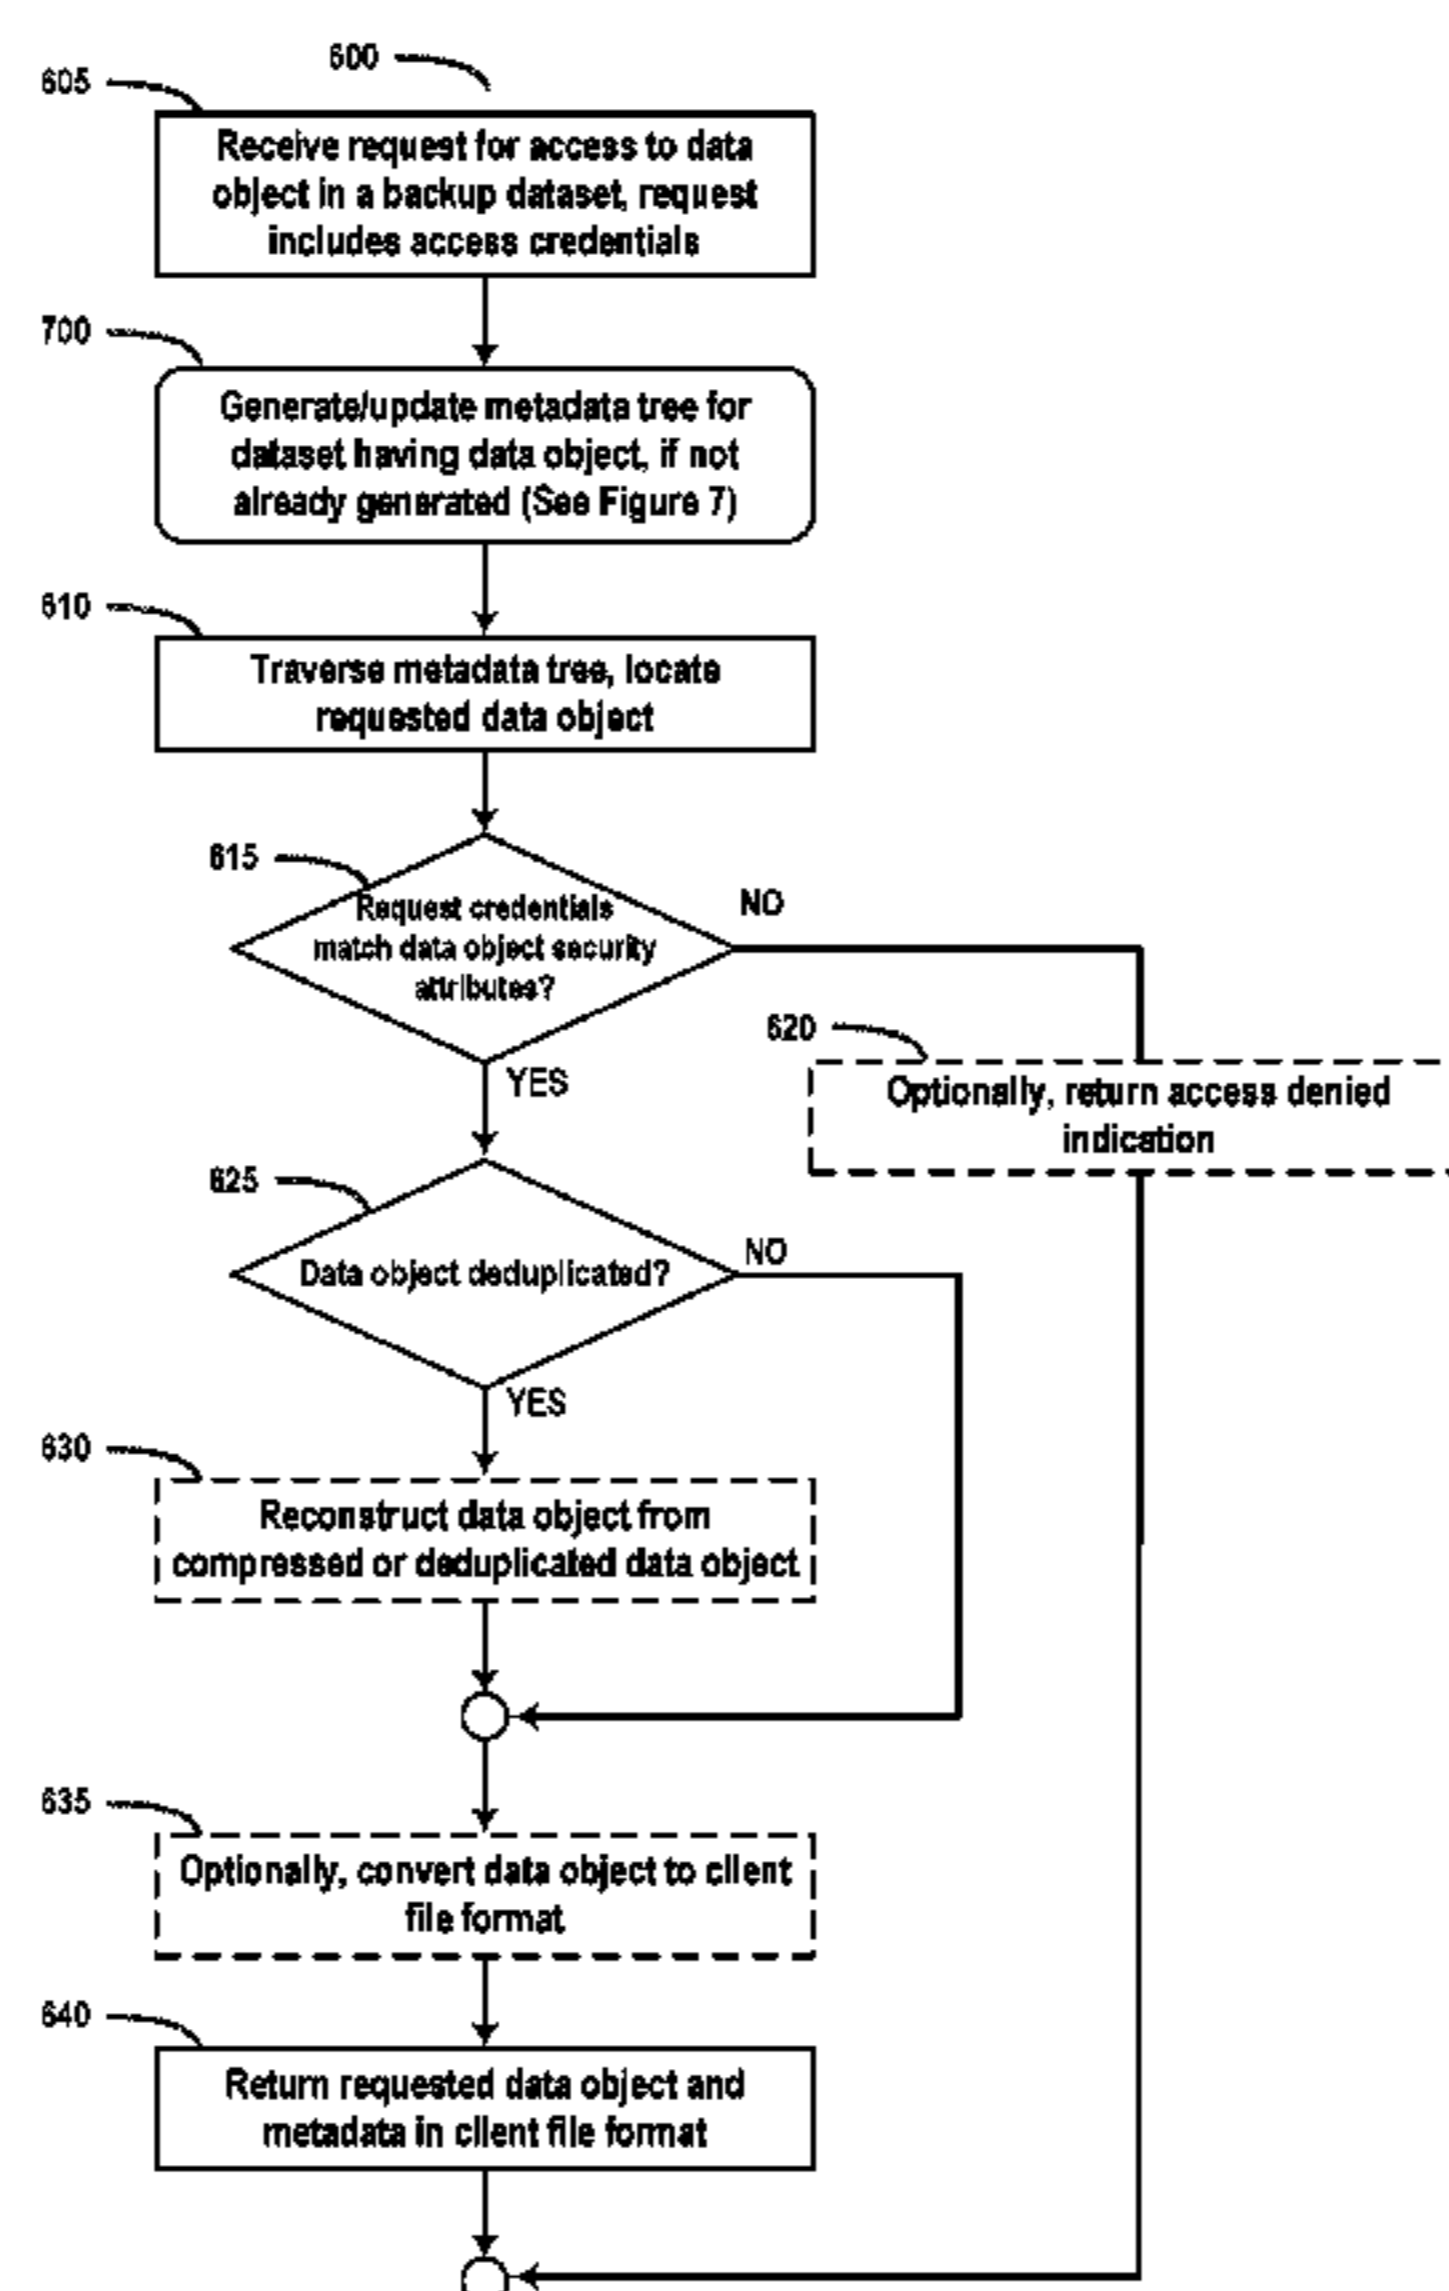 600
605
Receive request for access to data
object in a backup dataset, request
includes access credentials
700
Generate/update metadata tree for
dataset having data object, if not
already generated (See Figure 7)
610
Traverse metadata tree, locate
requested data object
615
Request credentials
match data object security
attributes?
NO
YES
620
Optionally, return access denied
indication
625
Data object deduplicated?
NO
YES
630
Reconstruct data object from
compressed or deduplicated data object
635
Optionally, convert data object to client
file format
640
Return requested data object and
metadata in client file format